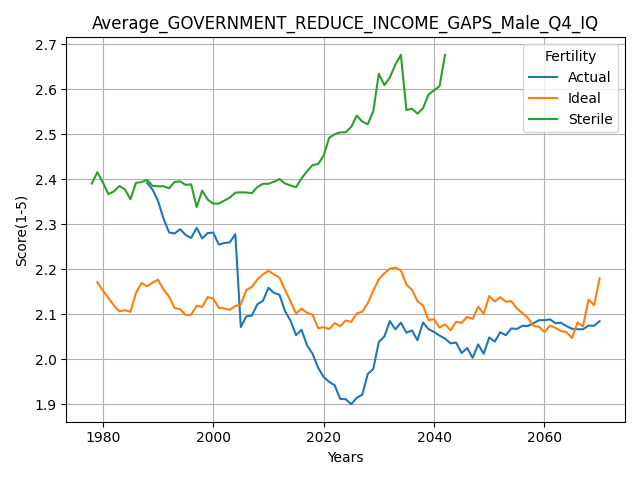 Average_GOVERNMENT_REDUCE_INCOME_GAPS_Male_Q4_IQ
Fertility
Actual
Ideal
Sterile
Score(1-5)
2.7
2.6
2.5
2.4
2.3
2.2
2.1
2.0
1.9
1980 2000 2020 2040 2060
Years